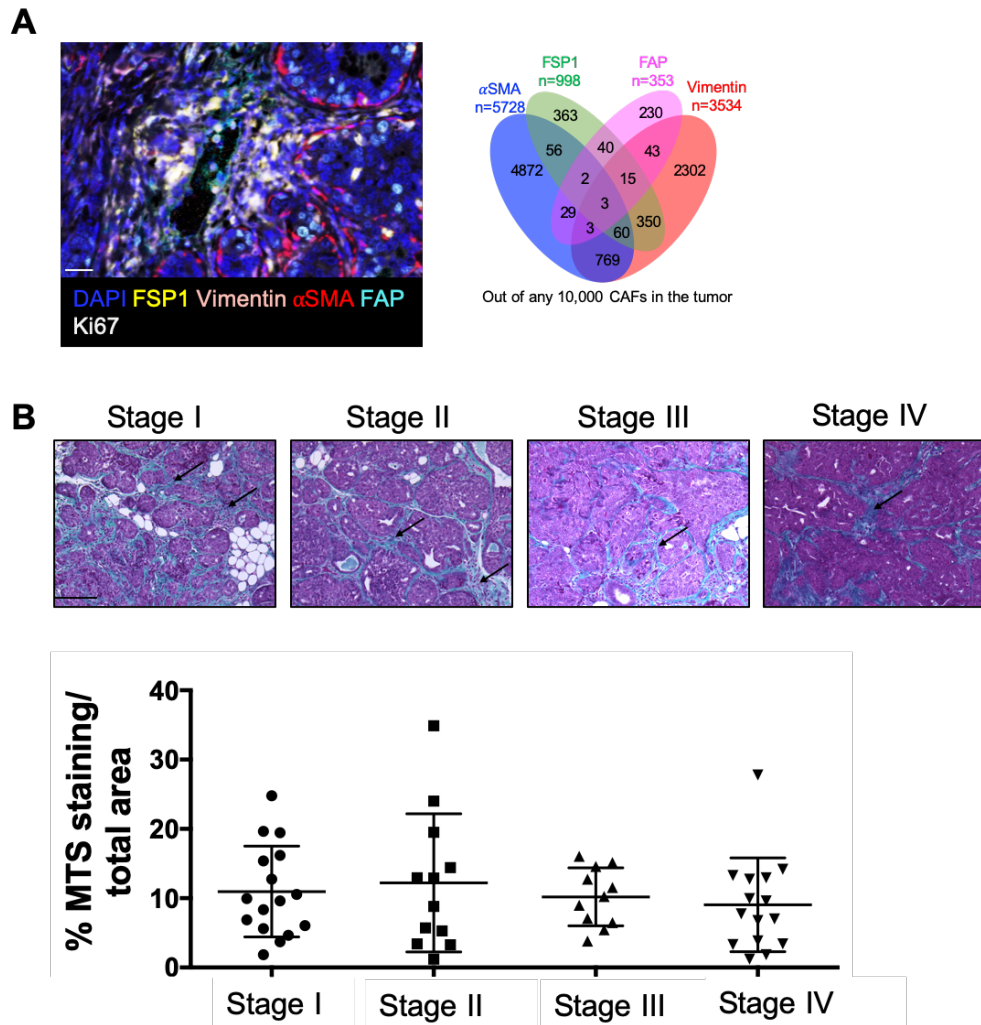 A
DAPI FSP1 Vimentin αSMA FAP
Ki67
FSP1
n=998
FAP
n=353
αSMA
n=5728
Vimentin
n=3534
363
230
56
40
43
4872
2302
2
15
29
3
350
3
60
769
Out of any 10,000 CAFs in the tumor
B
Stage I
Stage II
Stage III
Stage IV
% MTS staining/
total area
40
30
20
10
0
Stage I
Stage II
Stage III
Stage IV